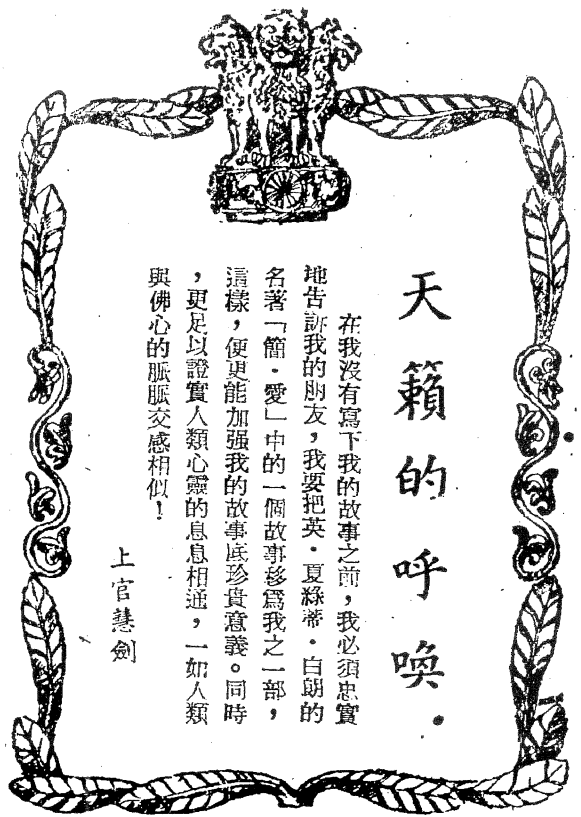 天籟的呼喚．
在我沒有寫下我的故事之前，我必須忠實
地告訴我的朋友，我要把英．夏綠蒂．白朗的
名著「簡．愛」中的一個故事移爲我之一部，
這樣，便更能加强我的故事底珍貴意義。同時
，更足以證實人類心靈的息息相通，一如人類
與佛心的脈脈交感相似！
上官慧劍